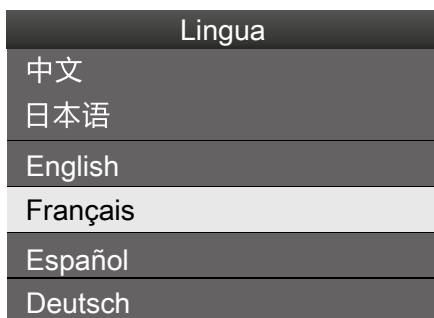 Lingua
中文
日本语
English
Français
Español
Deutsch